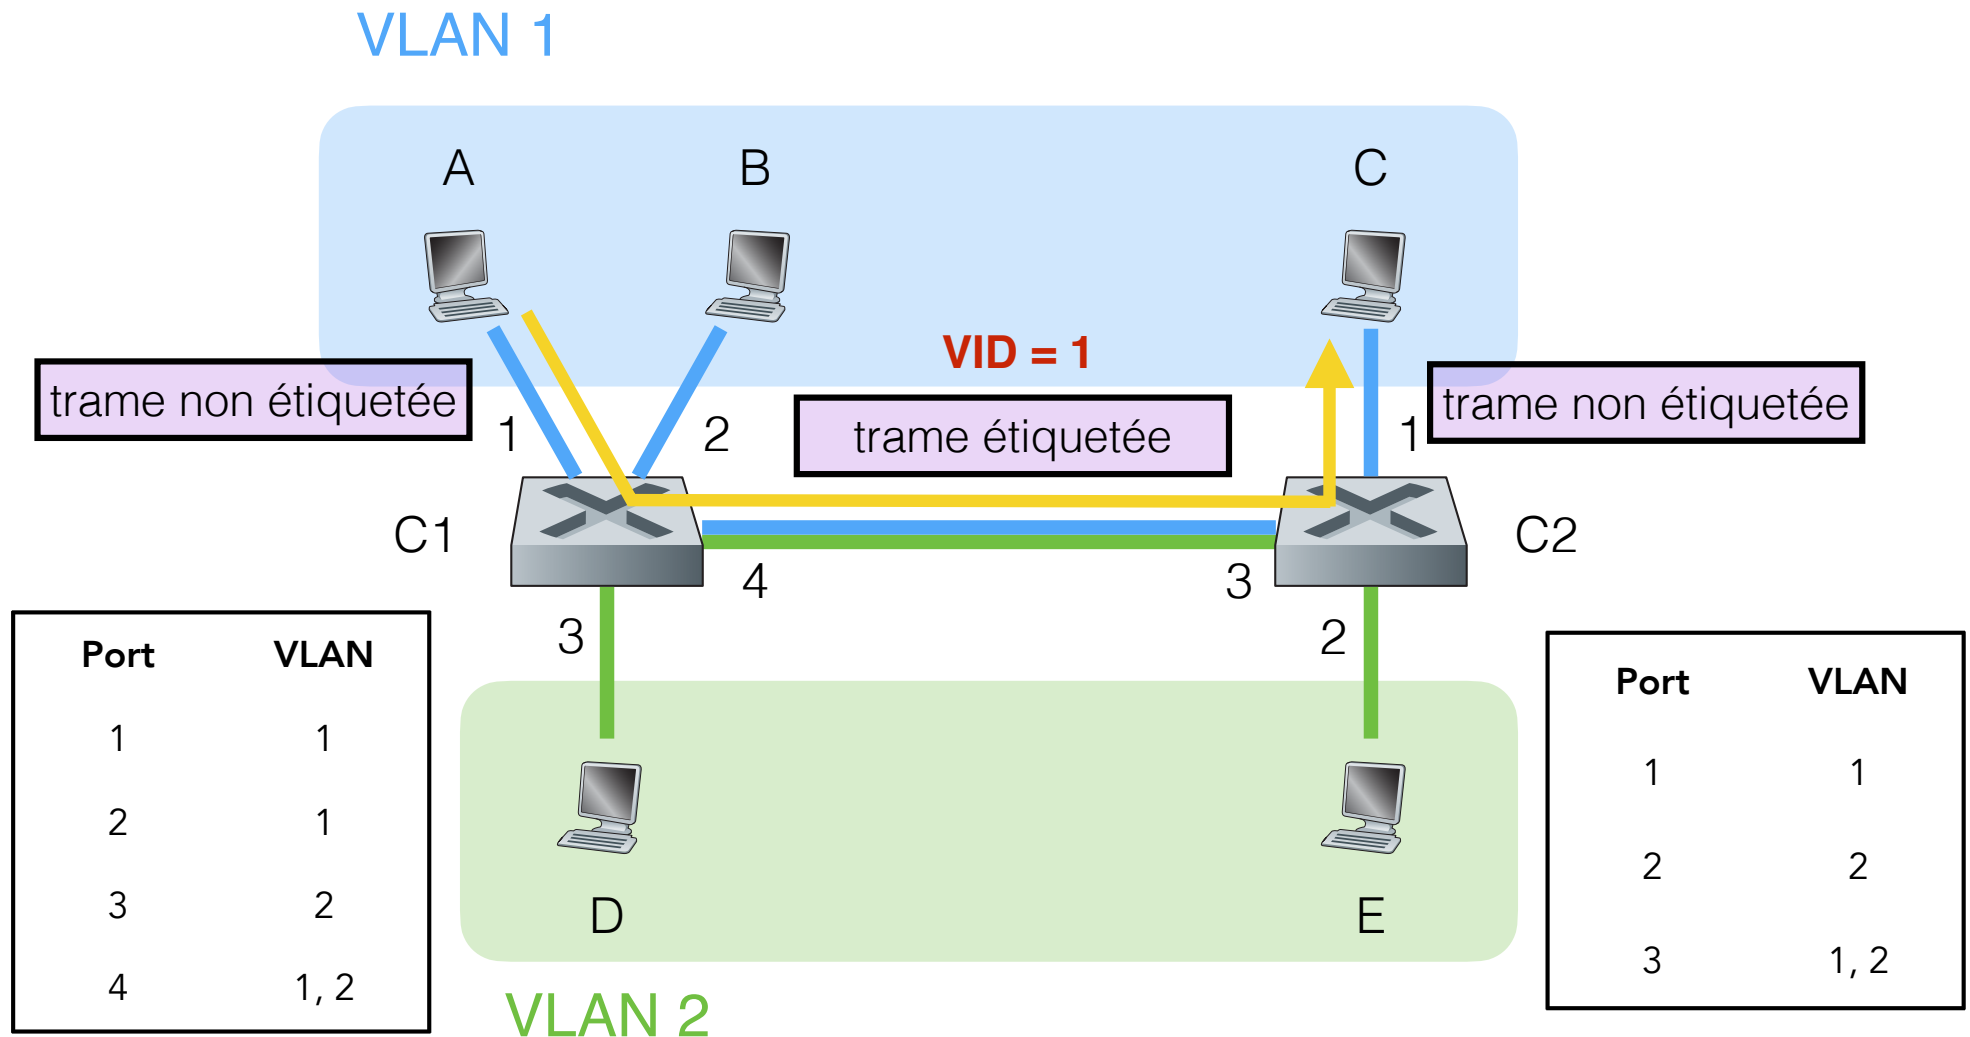 VLAN 1
A
B
C
VID = 1
trame non étiquetée
trame étiquetée
trame non étiquetée
1
2
1
C1
C2
4
3
3
2
Port VLAN
1 1
2 1
3 2
4 1, 2
Port VLAN
1 1
2 2
3 1, 2
D
E
VLAN 2